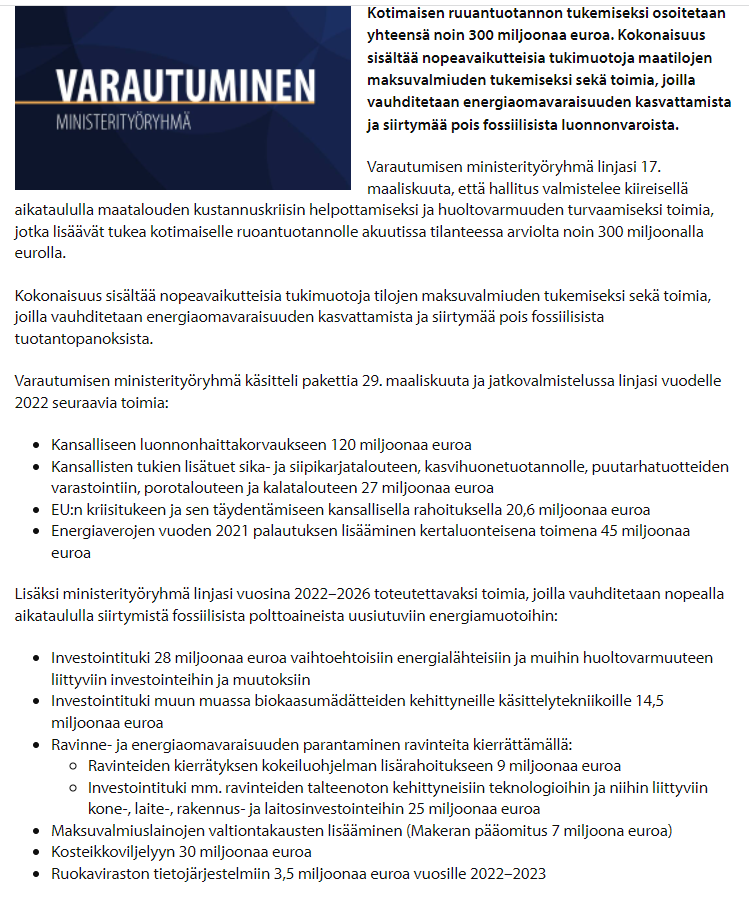 VARAUTUMINEN
MINISTERITYÖRYHMÄ
Kotimaisen ruuantuotannon tukemiseksi osoitetaan
yhteensä noin 300 miljoonaa euroa. Kokonaisuus
sisältää nopeavaikutteisia tukimuotoja maatilojen
maksuvalmiuden tukemiseksi sekä toimia, joilla
vauhditetaan energiaomavaraisuuden kasvattamista
ja siirtymää pois fossiilisista luonnonvaroista.
Varautumisen ministerityöryhmä linjasi 17.
maaliskuuta, että hallitus valmistelee kiireisellä
aikataululla maatalouden kustannuskriisin helpottamiseksi ja huoltovarmuuden turvaamiseksi toimia,
jotka lisäävät tukea kotimaiselle ruoantuotannolle akuutissa tilanteessa arviolta noin 300 miljoonalla
eurolla.
Kokonaisuus sisältää nopeavaikutteisia tukimuotoja tilojen maksuvalmiuden tukemiseksi sekä toimia,
joilla vauhditetaan energiaomavaraisuuden kasvattamista ja siirtymää pois fossiilisista
tuotantopanoksista.
Varautumisen ministerityöryhmä käsitteli pakettia 29. maaliskuuta ja jatkovalmistelussa linjasi vuodelle
2022 seuraavia toimia:
• Kansalliseen luonnonhaittakorvaukseen 120 miljoonaa euroa
• Kansallisten tukien lisätuet sika- ja siipikarjatalouteen, kasvihuonetuotannolle, puutarhatuotteiden
varastointiin, porotalouteen ja kalatalouteen 27 miljoonaa euroa
• EU:n kriisitukeen ja sen täydentämiseen kansallisella rahoituksella 20,6 miljoonaa euroa
• Energiaverojen vuoden 2021 palautuksen lisääminen kertaluonteisena toimena 45 miljoonaa
euroa
Lisäksi ministerityöryhmä linjasi vuosina 2022–2026 toteutettavaksi toimia, joilla vauhditetaan nopealla
aikataululla siirtymistä fossiilisista polttoaineista uusiutuviin energiamuotoihin:
• Investointituki 28 miljoonaa euroa vaihtoehtoisiin energialähteisiin ja muihin huoltovarmuuteen
liittyviin investointeihin ja muutoksiin
• Investointituki muun muassa biokaasumädätteiden kehittyneille käsittelytekniikoille 14,5
miljoonaa euroa
• Ravinne- ja energiaomavaraisuuden parantaminen ravinteita kierrättämällä:
◦ Ravinteiden kierrätyksen kokeiluohjelman lisärahoitukseen 9 miljoonaa euroa
◦ Investointituki mm. ravinteiden talteenoton kehittyneisiin teknologioihin ja niihin liittyviin
kone-, laite-, rakennus- ja laitosinvestointeihin 25 miljoonaa euroa
• Maksuvalmiuslainojen valtiontakausten lisääminen (Makeran pääomitus 7 miljoona euroa)
• Kosteikkoviljelyyn 30 miljoonaa euroa
• Ruokaviraston tietojärjestelmiin 3,5 miljoonaa euroa vuosille 2022–2023